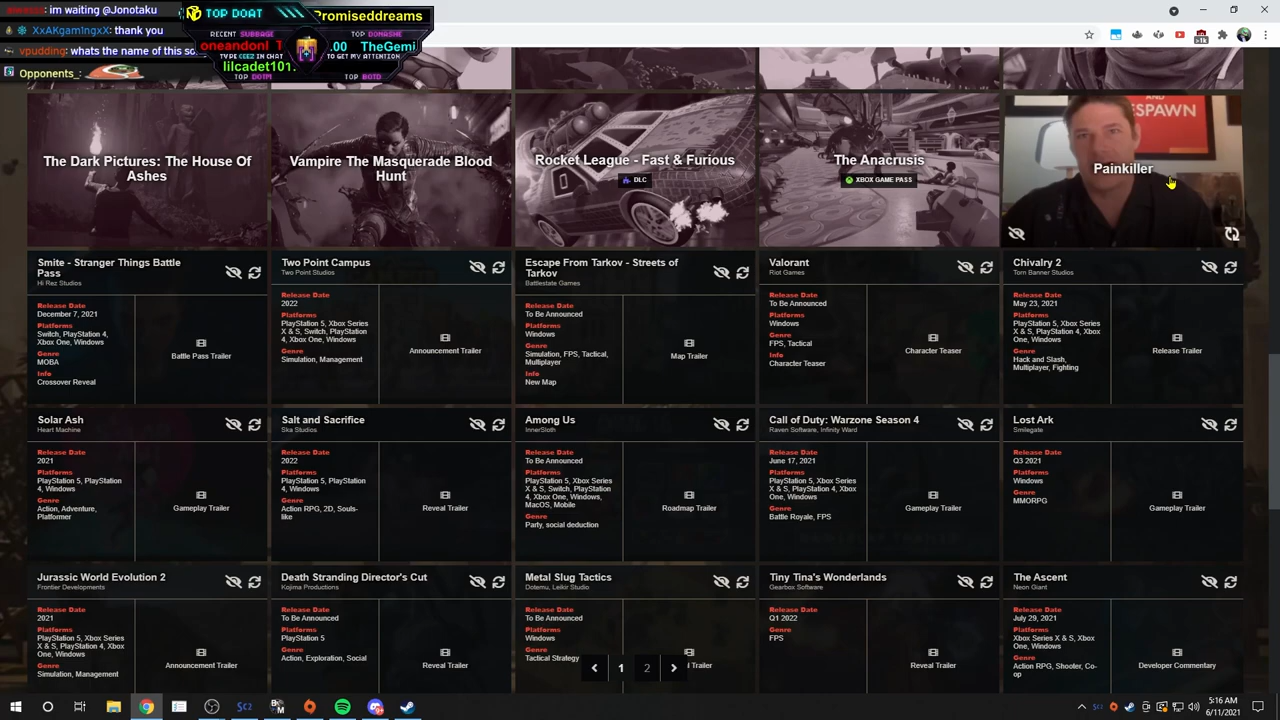 im waiting @Jonotaku
XxAKgam1ngxX: thank you
vpudding: whats the name of this so
Opponents_:
TOP DOAT
Promiseddreams
RECENT SUBBAGE
oneandonl
.00 TheGemi
TYPE
IN CHAT
TO GET MY ATTENTION
lilcadet101
TOP DOTM
TOP BOTD
AND
ESPAWN
The Dark Pictures: The House Of
Ashes
Vampire The Masquerade Blood
Hunt
Rocket League - Fast & Furious
DLC
The Anacrusis
XBOX GAME PASS
Painkiller
Smite - Stranger Things Battle
Pass
Hi Rez Studios
Release Date
December 7, 2021
Platforms
Switch, PlayStation 4,
Xbox One, Windows
Genre
MOBA
Info
Crossover Reveal
Battle Pass Trailer
Two Point Campus
Two Point Studios
Release Date
2022
Platforms
PlayStation 5, Xbox Series
X & S, Switch, PlayStation
4, Xbox One, Windows
Genre
Simulation, Management
Announcement Trailer
Escape From Tarkov - Streets of
Tarkov
Battlestate Games
Release Date
To Be Announced
Platforms
Windows
Genre
Simulation, FPS, Tactical,
Multiplayer
Info
New Map
Map Trailer
Valorant
Riot Games
Release Date
To Be Announced
Platforms
Windows
Genre
FPS, Tactical
Info
Character Teaser
Character Teaser
Chivalry 2
Torn Banner Studios
Release Date
May 23, 2021
Platforms
PlayStation 5, Xbox Series
X & S, PlayStation 4, Xbox
One, Windows
Genre
Hack and Slash,
Multiplayer, Fighting
Release Trailer
Solar Ash
Heart Machine
Release Date
2021
Platforms
PlayStation 5, PlayStation
4, Windows
Genre
Action, Adventure,
Platformer
Gameplay Trailer
Salt and Sacrifice
Ska Studios
Release Date
2022
Platforms
PlayStation 5, PlayStation
4, Windows
Genre
Action RPG, 2D, Souls-
like
Reveal Trailer
Among Us
InnerSloth
Release Date
To Be Announced
Platforms
PlayStation 5, Xbox Series
X & S, Switch, PlayStation
4, Xbox One, Windows,
MacOS, Mobile
Genre
Party, social deduction
Roadmap Trailer
Call of Duty: Warzone Season 4
Raven Software, Infinity Ward
Release Date
June 17, 2021
Platforms
PlayStation 5, Xbox Series
X & S, PlayStation 4, Xbox
One, Windows
Genre
Battle Royale, FPS
Gameplay Trailer
Lost Ark
Smilegate
Release Date
Q3 2021
Platforms
Windows
Genre
MMORPG
Gameplay Trailer
Jurassic World Evolution 2
Frontier Developments
Release Date
2021
Platforms
PlayStation 5, Xbox Series
X & S, PlayStation 4, Xbox
One, Windows
Genre
Simulation, Management
Announcement Trailer
Death Stranding Director's Cut
Kojima Productions
Release Date
To Be Announced
Platforms
PlayStation 5
Genre
Action, Exploration, Social
Reveal Trailer
Metal Slug Tactics
Dotemu, Leikir Studio
Release Date
To Be Announced
Platforms
Windows
Genre
Tactical Strategy
Trailer
Tiny Tina's Wonderlands
Gearbox Software
Release Date
Q1 2022
Genre
FPS
Reveal Trailer
The Ascent
Neon Giant
Release Date
July 29, 2021
Platforms
Xbox Series X & S, Xbox
One, Windows
Genre
Action RPG, Shooter, Co-
op
Developer Commentary
1
2
5:16 AM
6/11/2021